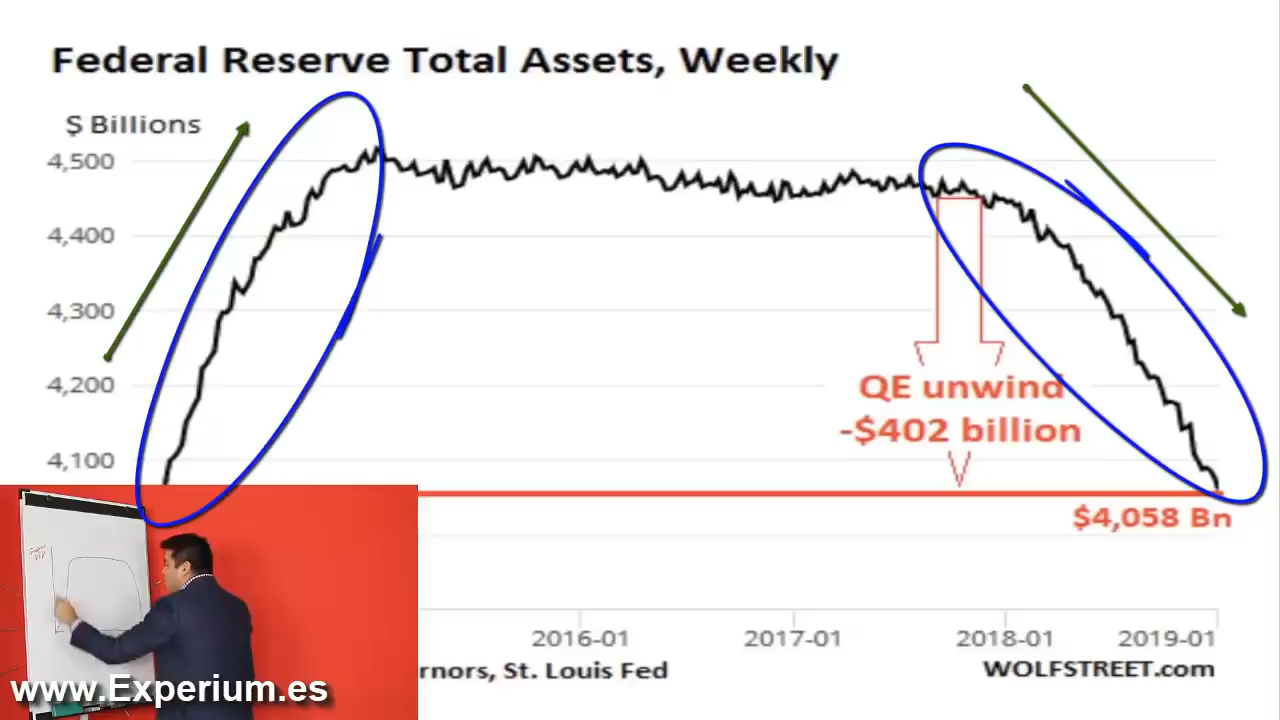 Federal Reserve Total Assets, Weekly
$ Billions
4,500
4,400
4,300
4,200
4,100
QE unwind
-$402 billion
$4,058 Bn
2016-01 2017-01 2018-01 2019-01
ernors, St. Louis Fed
WOLFSTREET.com
www.Experium.es